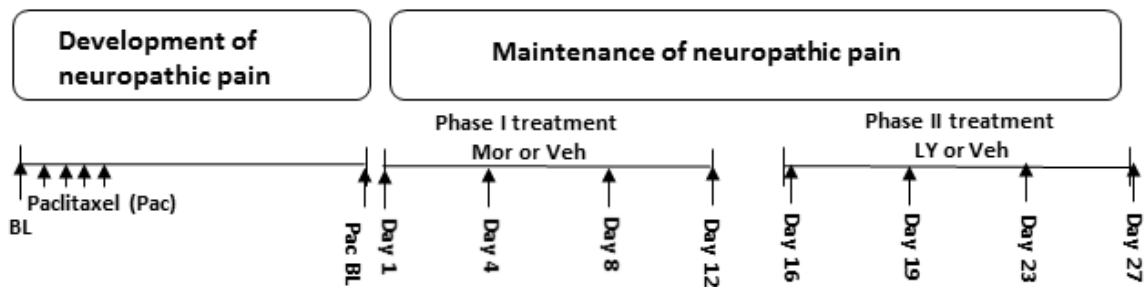 Development of
neuropathic pain
Maintenance of neuropathic pain
Phase I treatment
Mor or Veh
Phase II treatment
LY or Veh
Paclitaxel (Pac)
BL
Pac BL
Day 1
Day 4
Day 8
Day 12
Day 16
Day 19
Day 23
Day 27